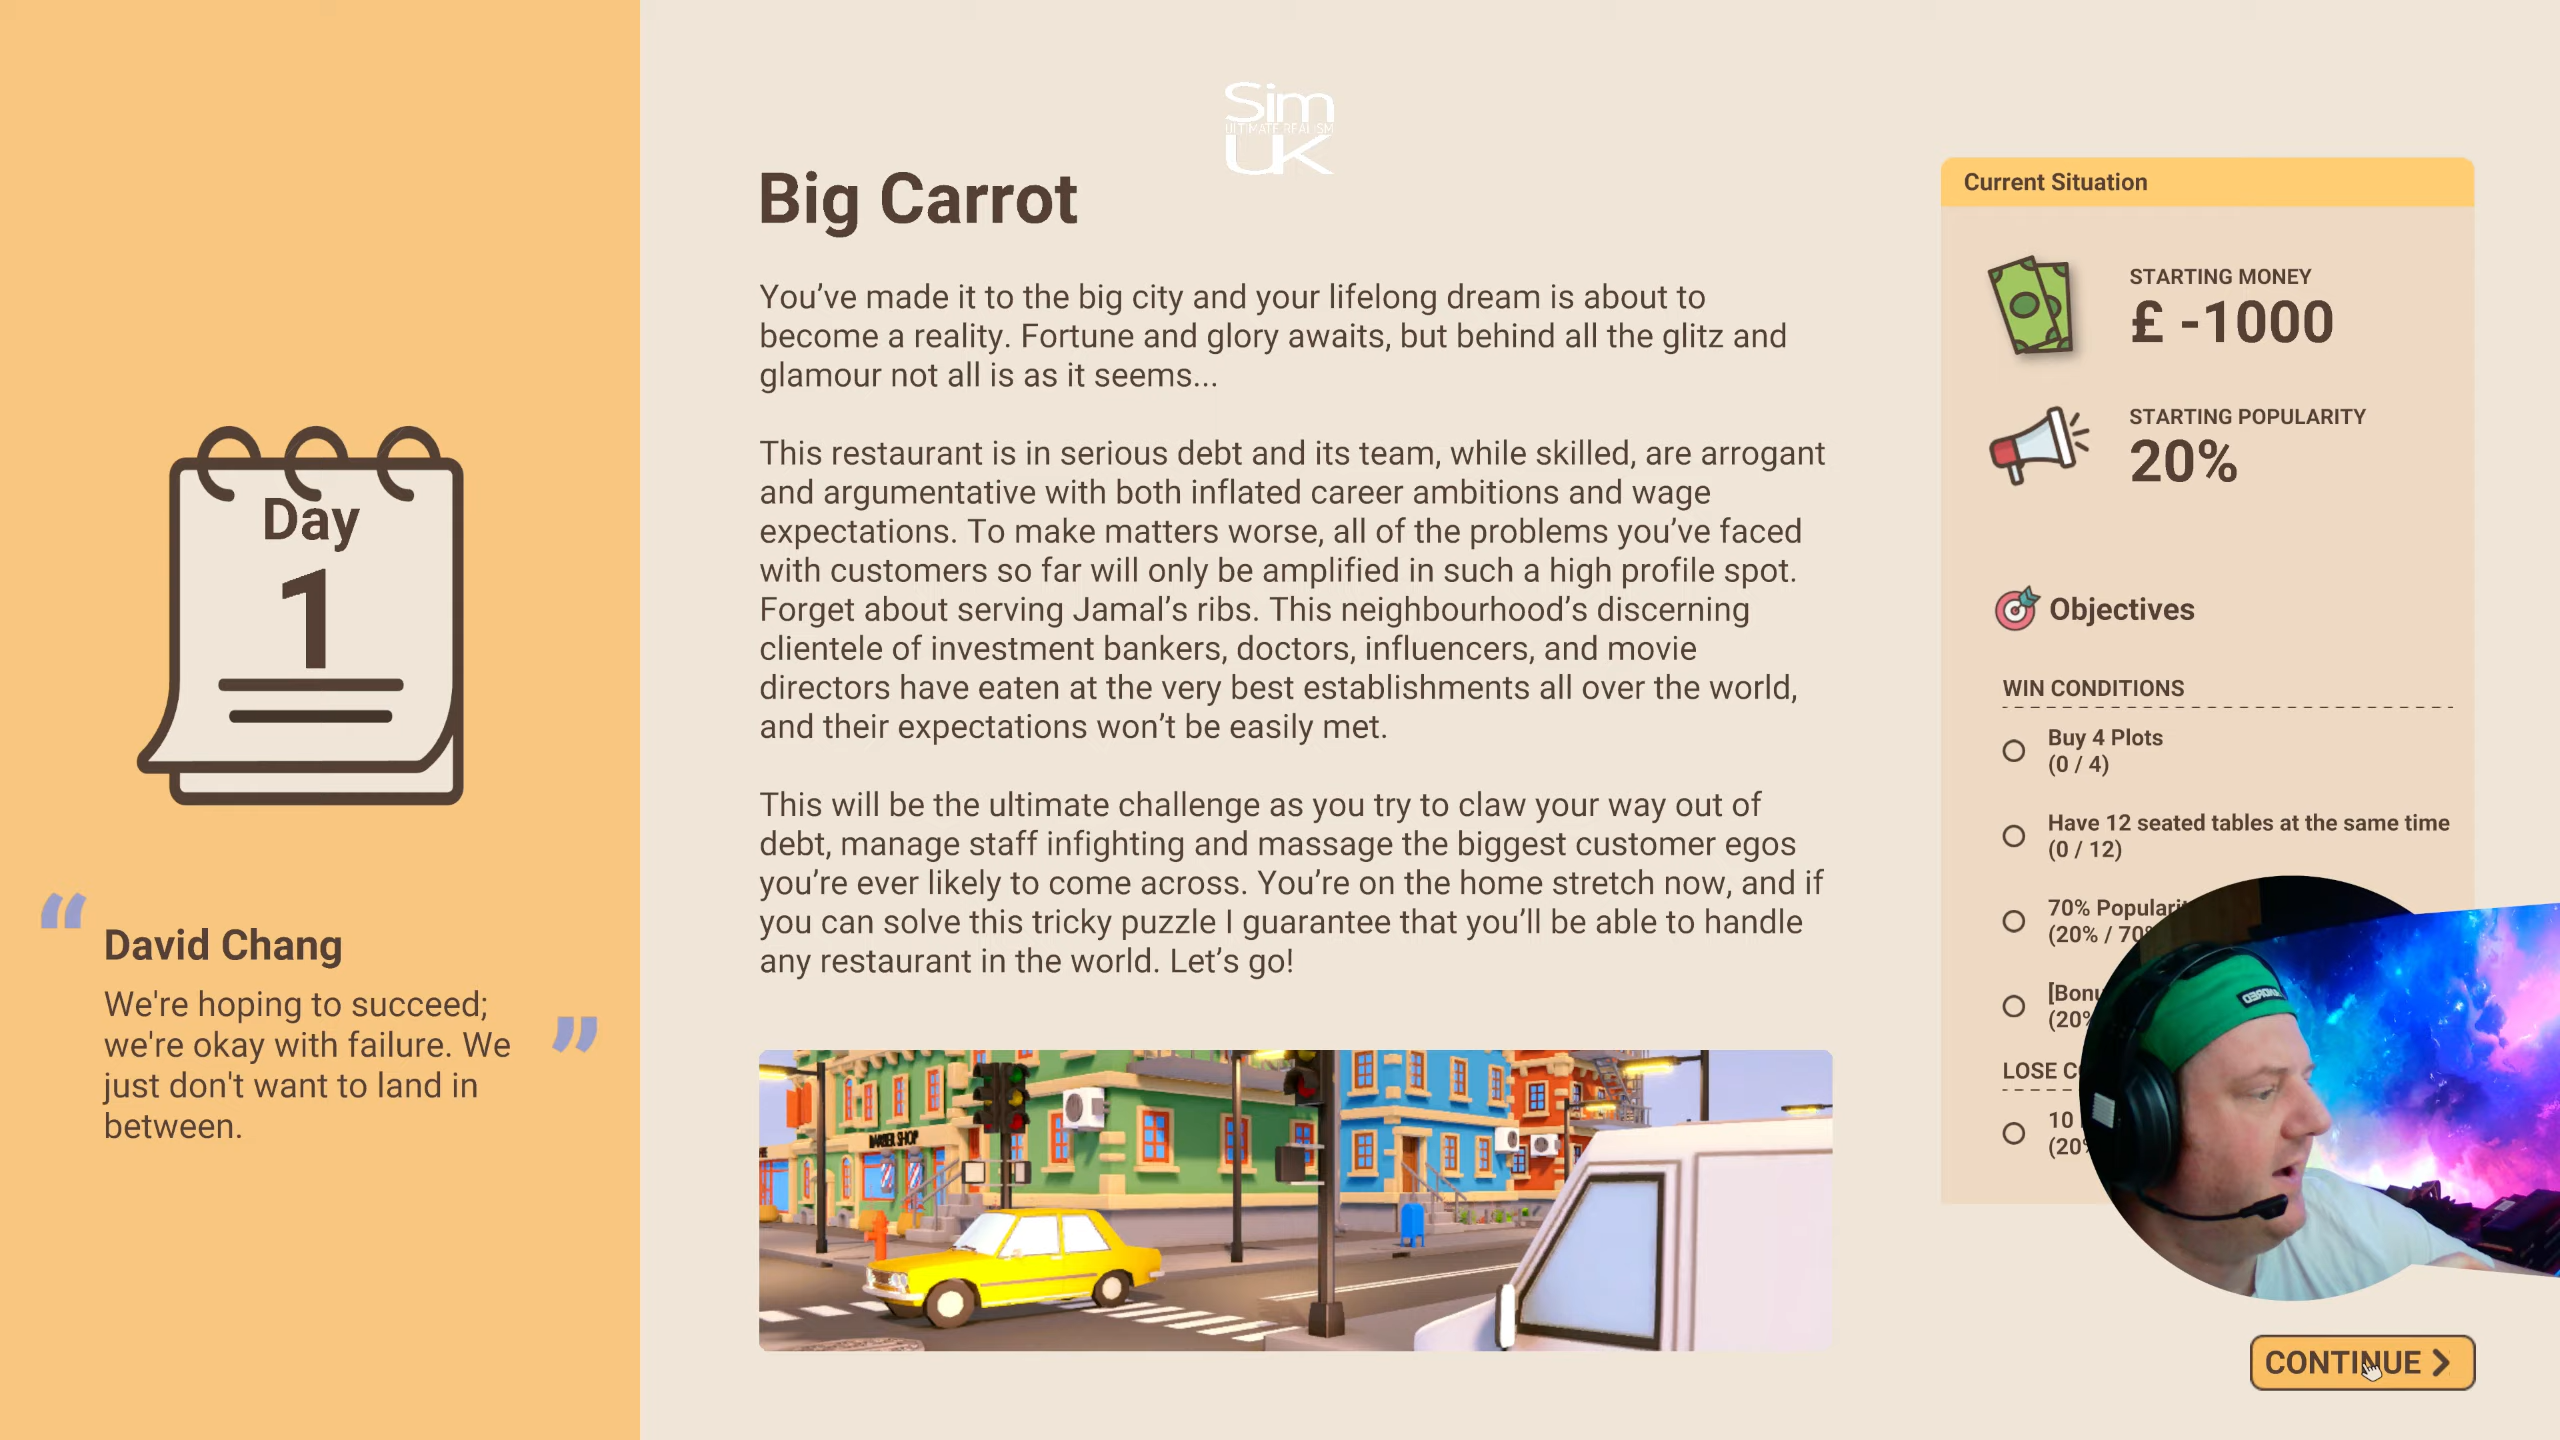 Sim
ULTIMATE REALISM
UK
Day
1
David Chang
We're hoping to succeed;
we're okay with failure. We
just don't want to land in
between.
Big Carrot
You’ve made it to the big city and your lifelong dream is about to
become a reality. Fortune and glory awaits, but behind all the glitz and
glamour not all is as it seems...
This restaurant is in serious debt and its team, while skilled, are arrogant
and argumentative with both inflated career ambitions and wage
expectations. To make matters worse, all of the problems you’ve faced
with customers so far will only be amplified in such a high profile spot.
Forget about serving Jamal’s ribs. This neighbourhood’s discerning
clientele of investment bankers, doctors, influencers, and movie
directors have eaten at the very best establishments all over the world,
and their expectations won’t be easily met.
This will be the ultimate challenge as you try to claw your way out of
debt, manage staff infighting and massage the biggest customer egos
you’re ever likely to come across. You’re on the home stretch now, and if
you can solve this tricky puzzle I guarantee that you’ll be able to handle
any restaurant in the world. Let’s go!
BARBER SHOP
Current Situation
STARTING MONEY
£ -1000
STARTING POPULARITY
20%
Objectives
WIN CONDITIONS
Buy 4 Plots
(0 / 4)
Have 12 seated tables at the same time
(0 / 12)
70%
(20% /
LOSE
10
CONTINUE